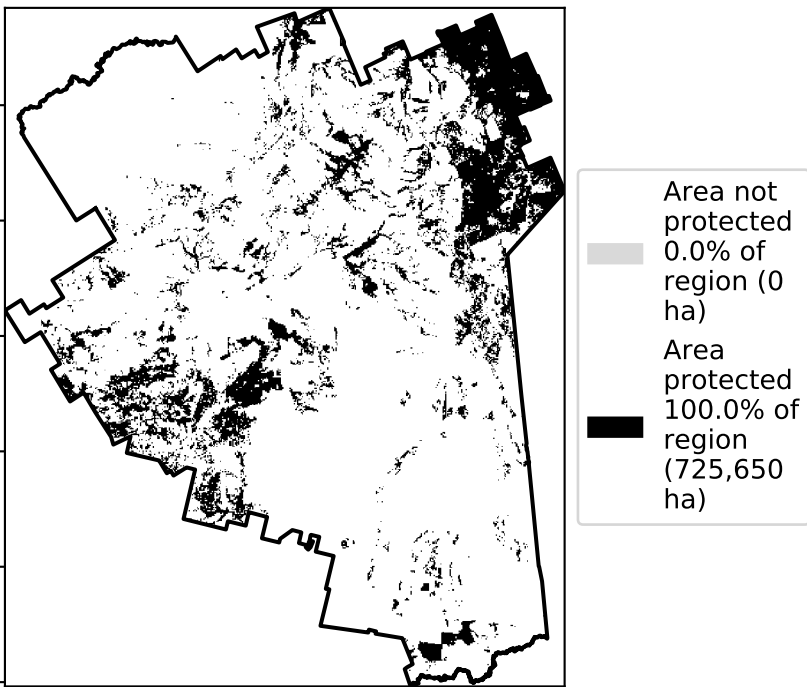 Area not
protected
0.0% of
region (0
ha)
Area
protected
100.0% of
region
(725,650
ha)